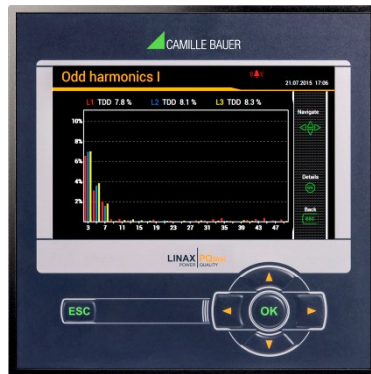 CAMILLE BAUER
Odd harmonics I
21.07.2015 17:06
L1 TDD 7.8 % L2 TDD 8.1 % L3 TDD 8.3 %
Navigate
10%
8%
6%
4%
2%
Details
OK
Back
ESC
3 7 11 15 19 23 27 31 35 39 43 47
LINAX
POWER QUALITY
ESC
OK